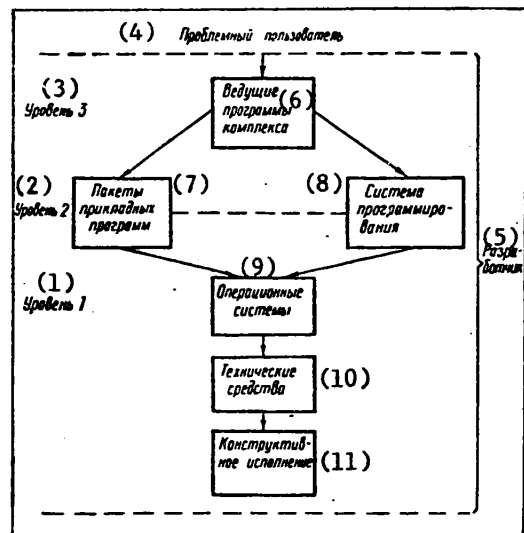 (4) Проблемный пользователь
(3)
Уровень 3
Ведущие
программы (6)
комплекса
(2)
Уровень 2
Пакеты
прикладных
программ
(7)
(8)
Система
программиро-
вания
(5)
Разра-
ботчик
(1)
Уровень 1
(9)
Операционные
системы
Технические
средства
(10)
Конструктив-
ное исполнение
(11)